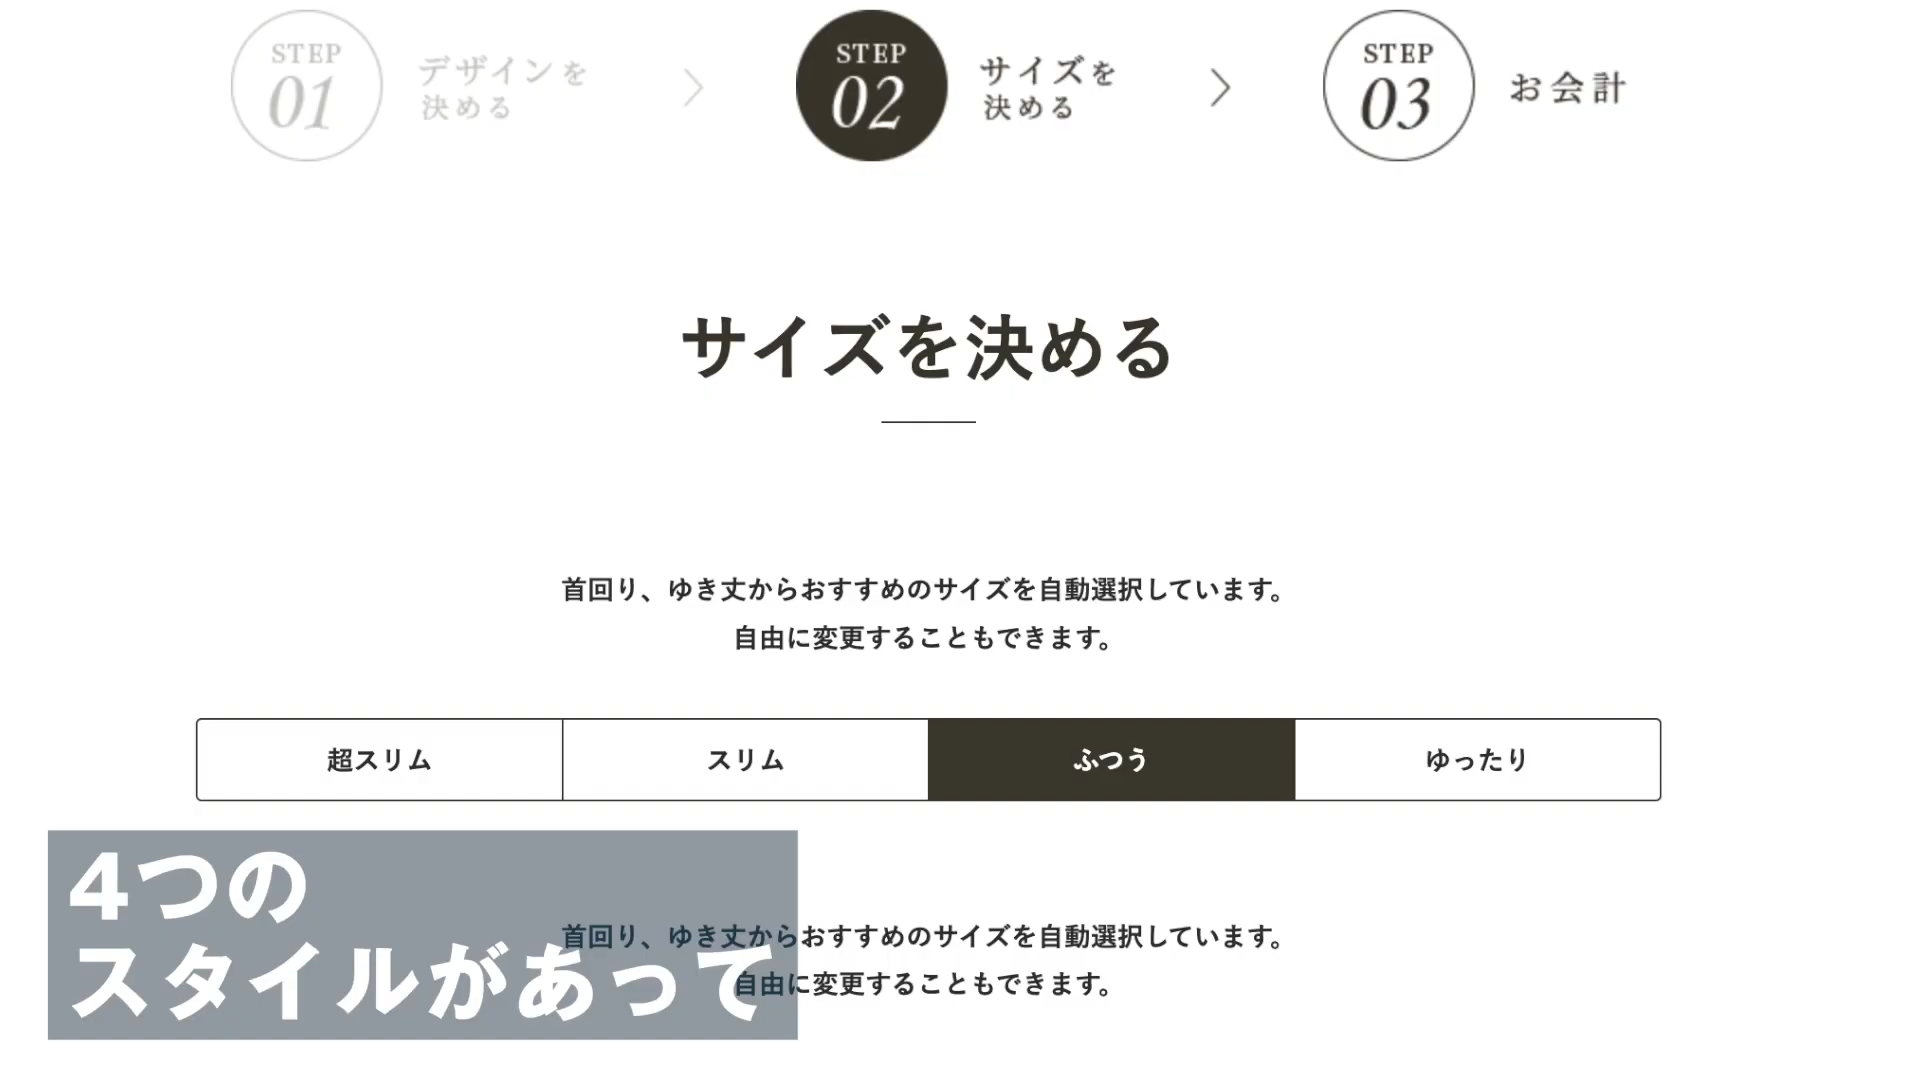 STEP
01
デザインを
決める
STEP
02
サイズを
決める
STEP
03
お会計
サイズを決める
首回り、ゆき丈からおすすめのサイズを自動選択しています。
自由に変更することもできます。
超スリム
スリム
ふつう
ゆったり
首回り、ゆき丈からおすすめのサイズを自動選択しています。
自由に変更することもできます。
4つの
スタイルがあって